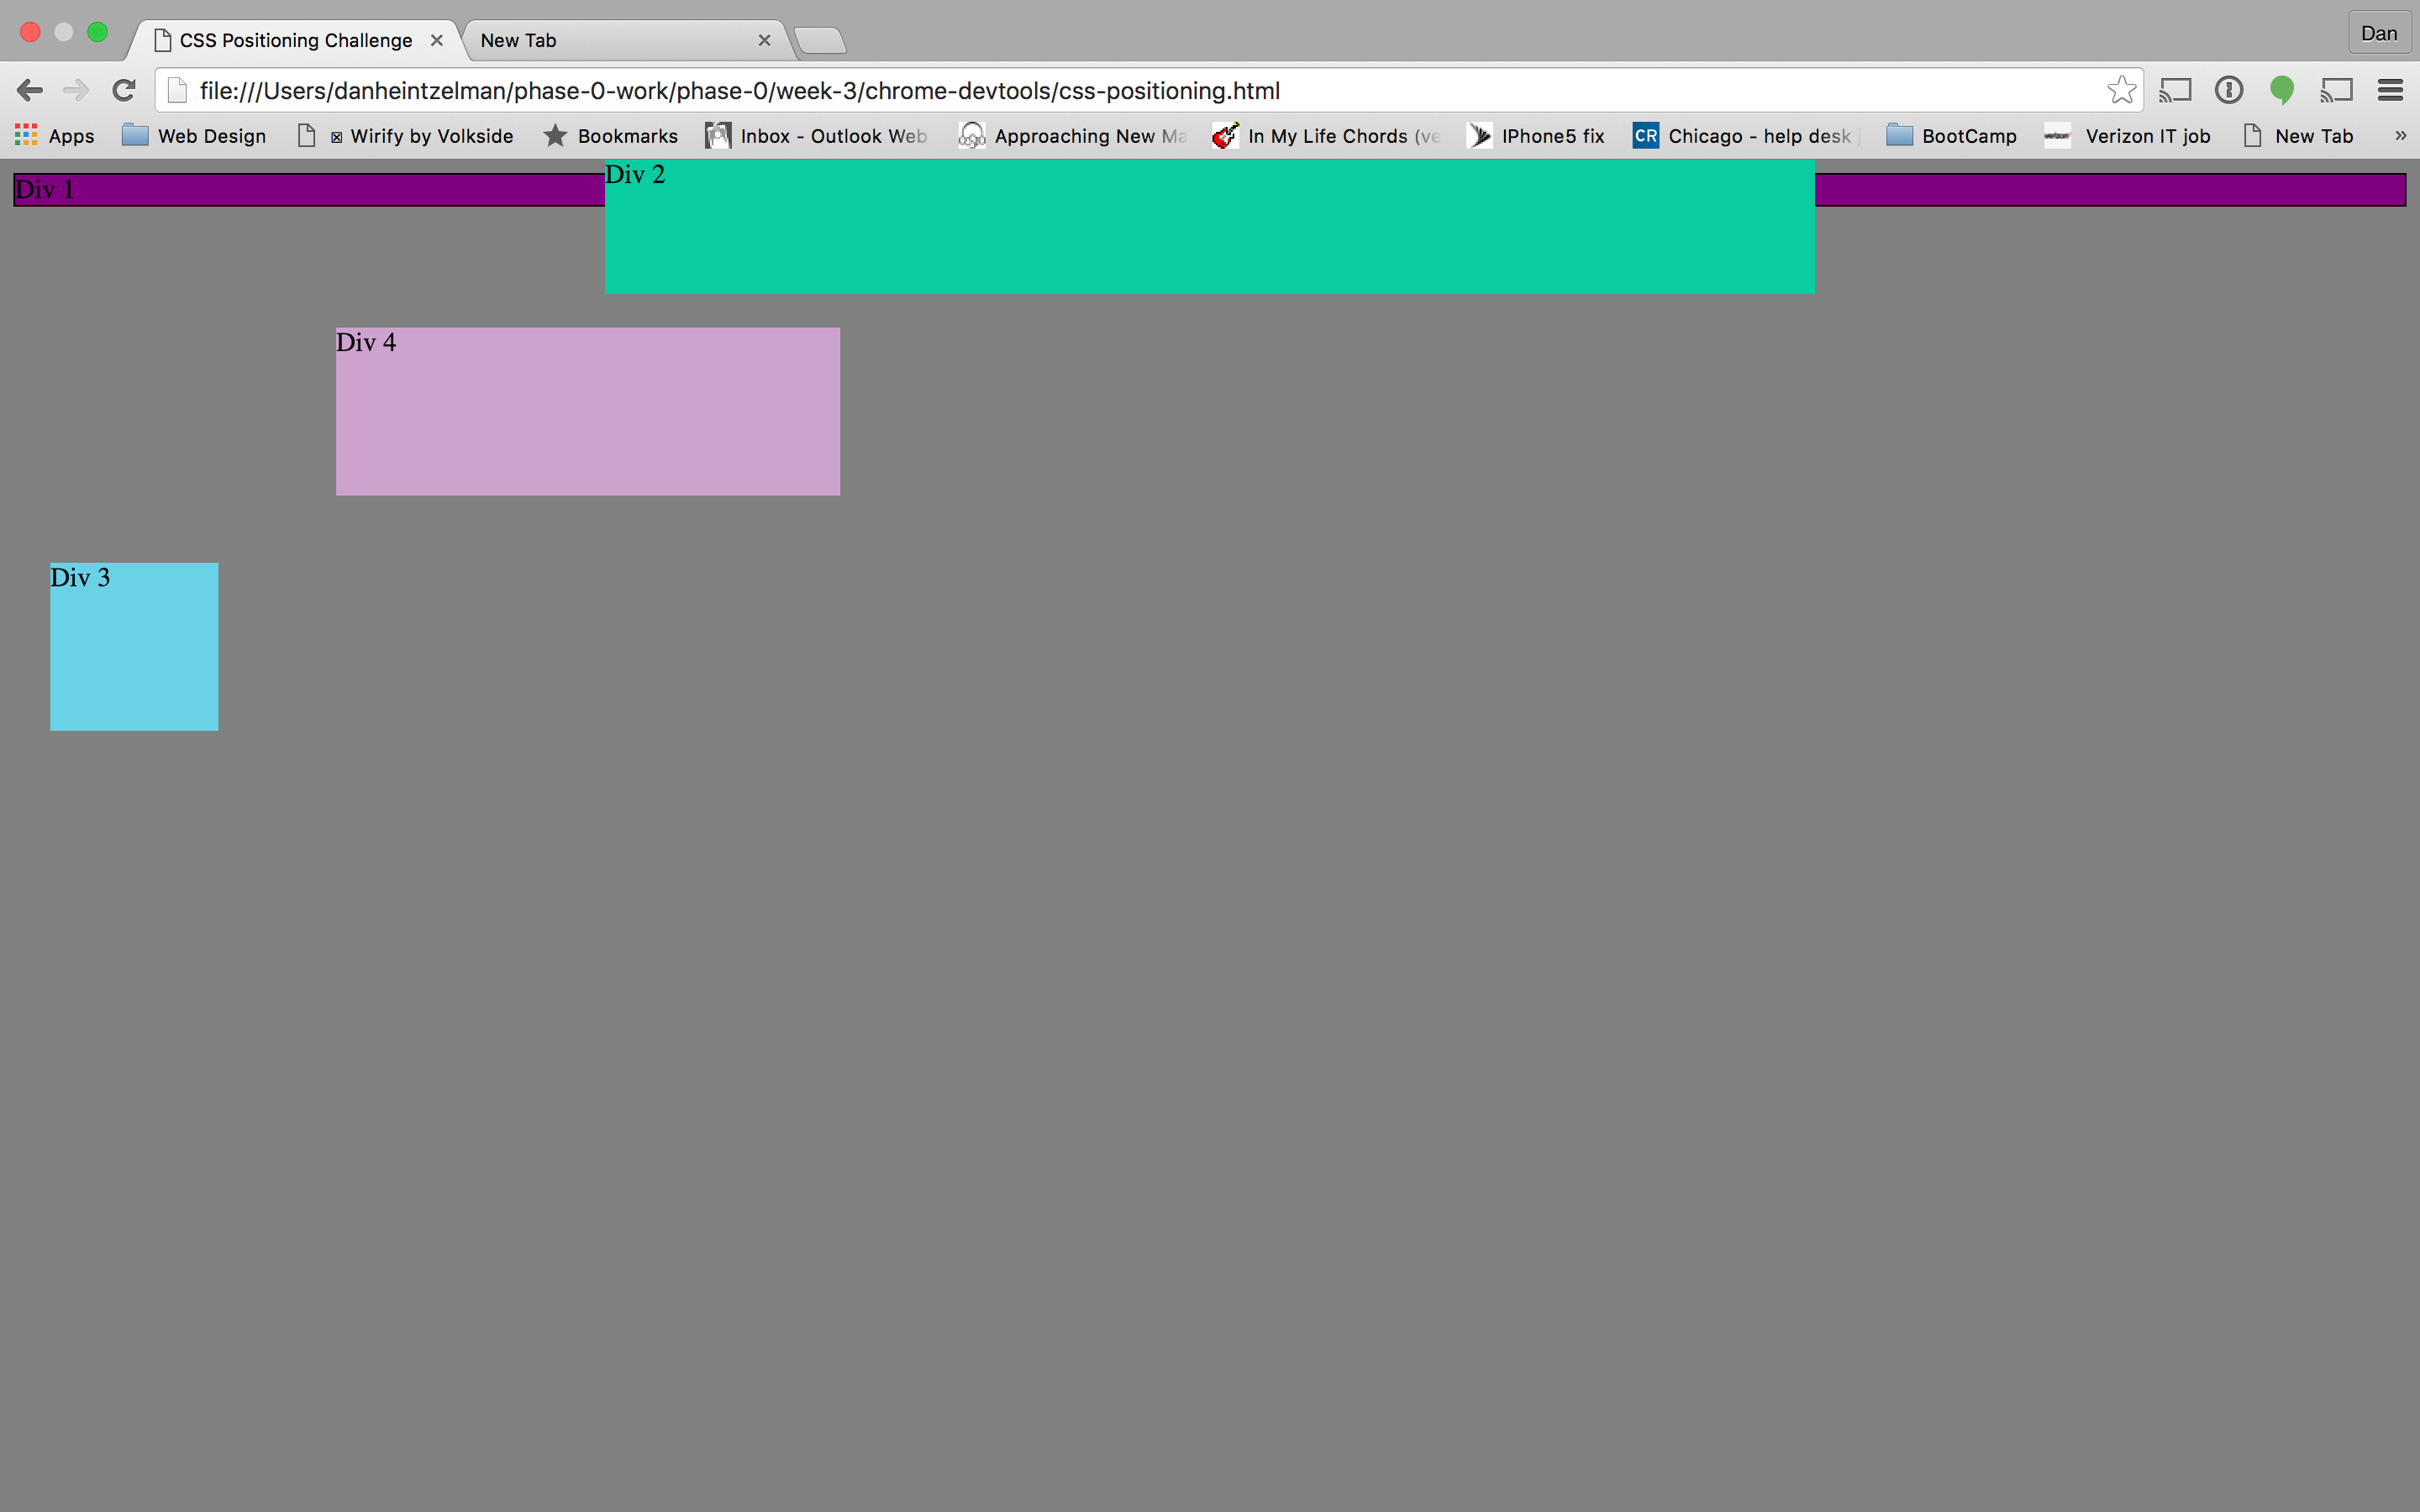 CSS Positioning Challenge New Tab Dan
file:///Users/danheintzelman/phase-0-work/phase-0/week-3/chrome-devtools/css-positioning.html
Apps Web Design Wirify by Volkside Bookmarks Inbox - Outlook Web Approaching New Ma In My Life Chords (ve IPhone5 fix CR Chicago - help desk BootCamp Verizon IT job New Tab »
Div 2
Div 1
Div 4
Div 3